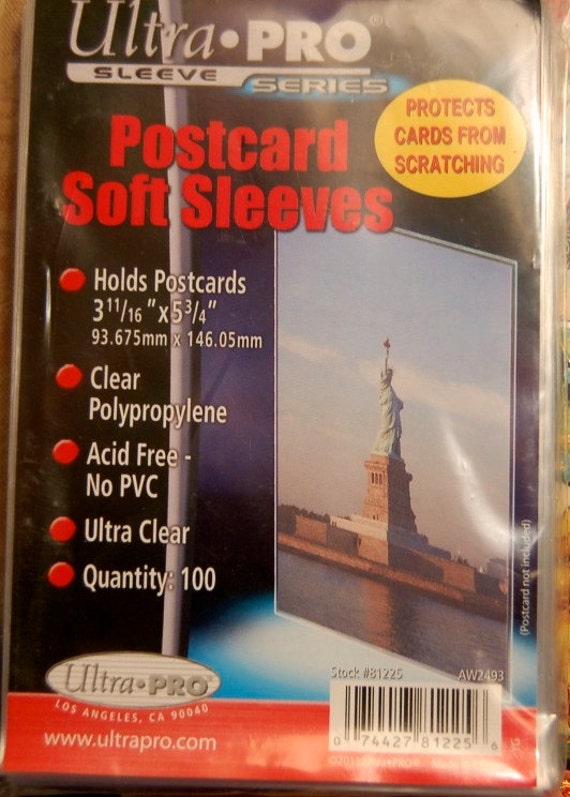 Ultra•PRO®
SLEEVE SERIES
PROTECTS
CARDS FROM
SCRATCHING
Postcard
Soft Sleeves
Holds Postcards
3 11/16 "x5 3/4"
93.675mm x 146.05mm
Clear
Polypropylene
Acid Free -
No PVC
Ultra Clear
Quantity: 100
(Postcard not included)
Stock #81225 AW2493
Ultra•PRO®
LOS ANGELES, CA 90040
www.ultrapro.com
0 74427 81225 6